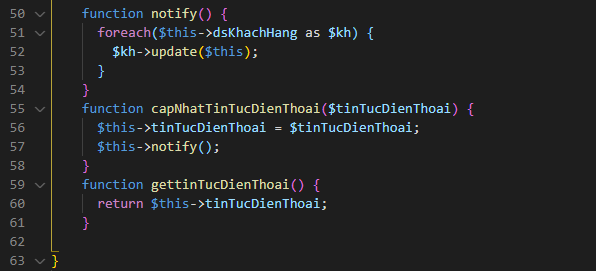 50 function notify() {
51 foreach($this->dsKhachHang as $kh) {
52 $kh->update($this);
53 }
54 }
55 function capNhatTinTucDienThoai($tinTucDienThoai) {
56 $this->tinTucDienThoai = $tinTucDienThoai;
57 $this->notify();
58 }
59 function gettinTucDienThoai() {
60 return $this->tinTucDienThoai;
61 }
62
63 }